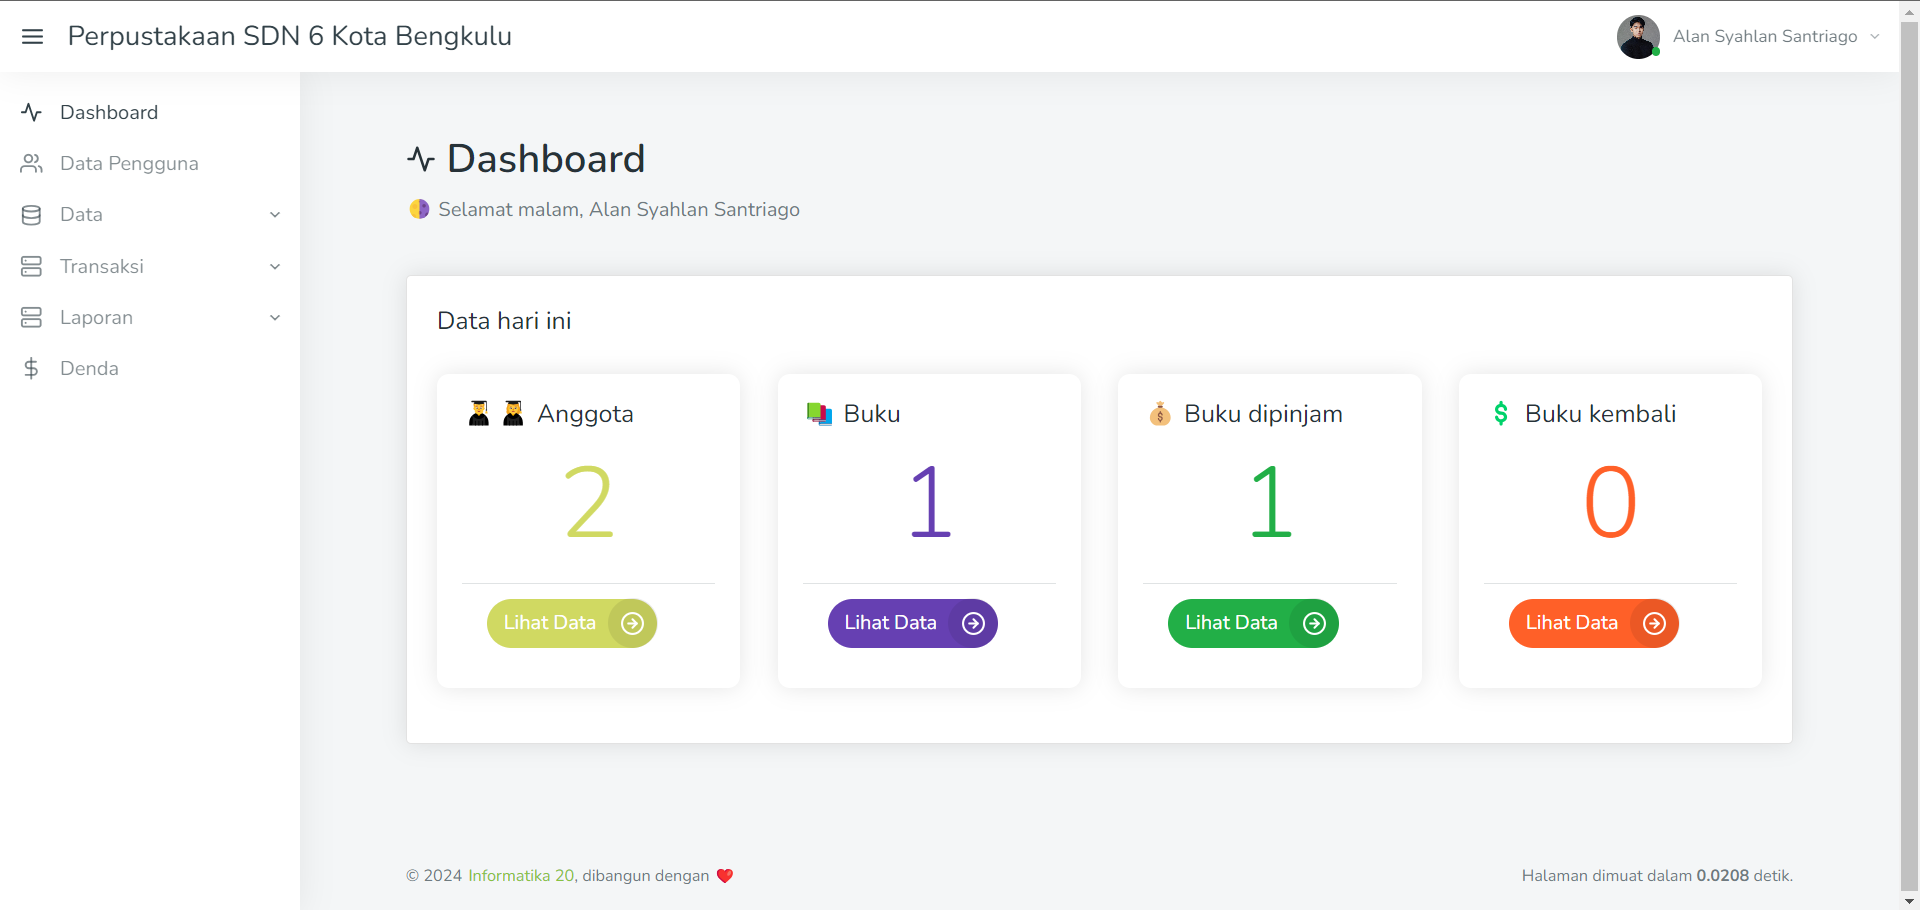 Perpustakaan SDN 6 Kota Bengkulu
Alan Syahlan Santriago
Dashboard
Data Pengguna
Data
Transaksi
Laporan
Denda
Dashboard
Selamat malam, Alan Syahlan Santriago
Data hari ini
Anggota
2
Lihat Data
Buku
1
Lihat Data
Buku dipinjam
1
Lihat Data
Buku kembali
0
Lihat Data
© 2024 Informatika 20, dibangun dengan ❤️
Halaman dimuat dalam 0.0208 detik.